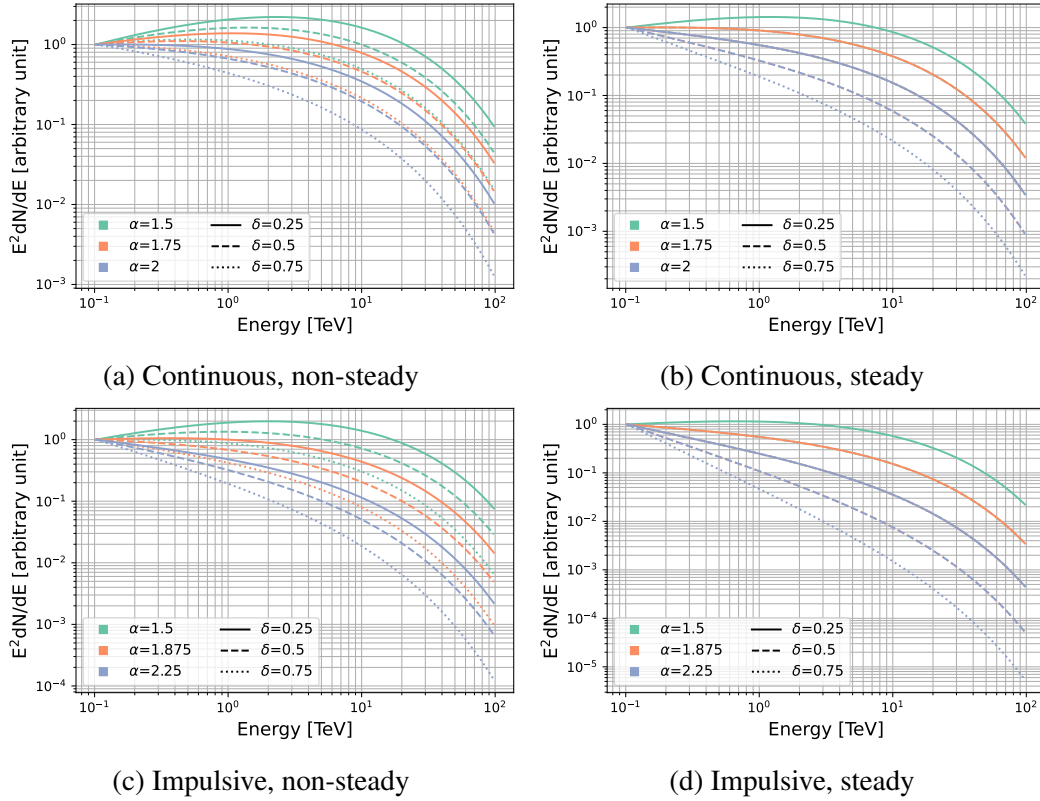 E²dN/dE [arbitrary unit]
10⁰
10⁻¹
10⁻²
10⁻³
α=1.5 δ=0.25
α=1.75 δ=0.5
α=2 δ=0.75
10⁻¹ 10⁰ 10¹ 10²
Energy [TeV]
(a) Continuous, non-steady
E²dN/dE [arbitrary unit]
10⁰
10⁻¹
10⁻²
10⁻³
α=1.5 δ=0.25
α=1.75 δ=0.5
α=2 δ=0.75
10⁻¹ 10⁰ 10¹ 10²
Energy [TeV]
(b) Continuous, steady
E²dN/dE [arbitrary unit]
10⁰
10⁻¹
10⁻²
10⁻³
10⁻⁴
α=1.5 δ=0.25
α=1.875 δ=0.5
α=2.25 δ=0.75
10⁻¹ 10⁰ 10¹ 10²
Energy [TeV]
(c) Impulsive, non-steady
E²dN/dE [arbitrary unit]
10⁰
10⁻¹
10⁻²
10⁻³
10⁻⁴
10⁻⁵
α=1.5 δ=0.25
α=1.875 δ=0.5
α=2.25 δ=0.75
10⁻¹ 10⁰ 10¹ 10²
Energy [TeV]
(d) Impulsive, steady